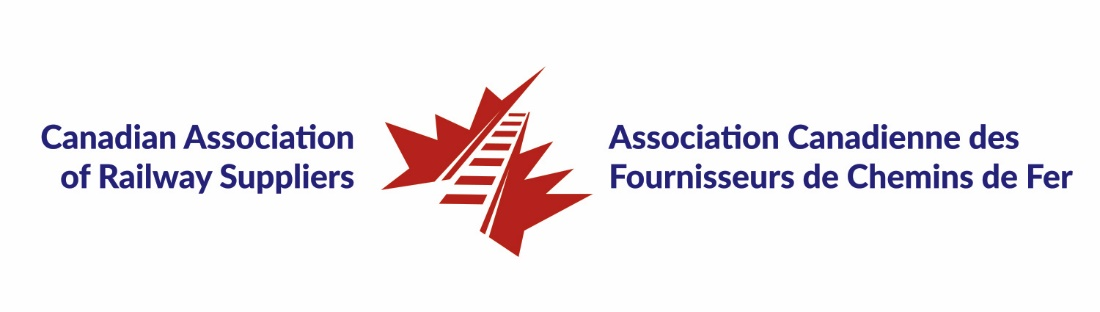 Canadian Association
of Railway Suppliers
Association Canadienne des
Fournisseurs de Chemins de Fer